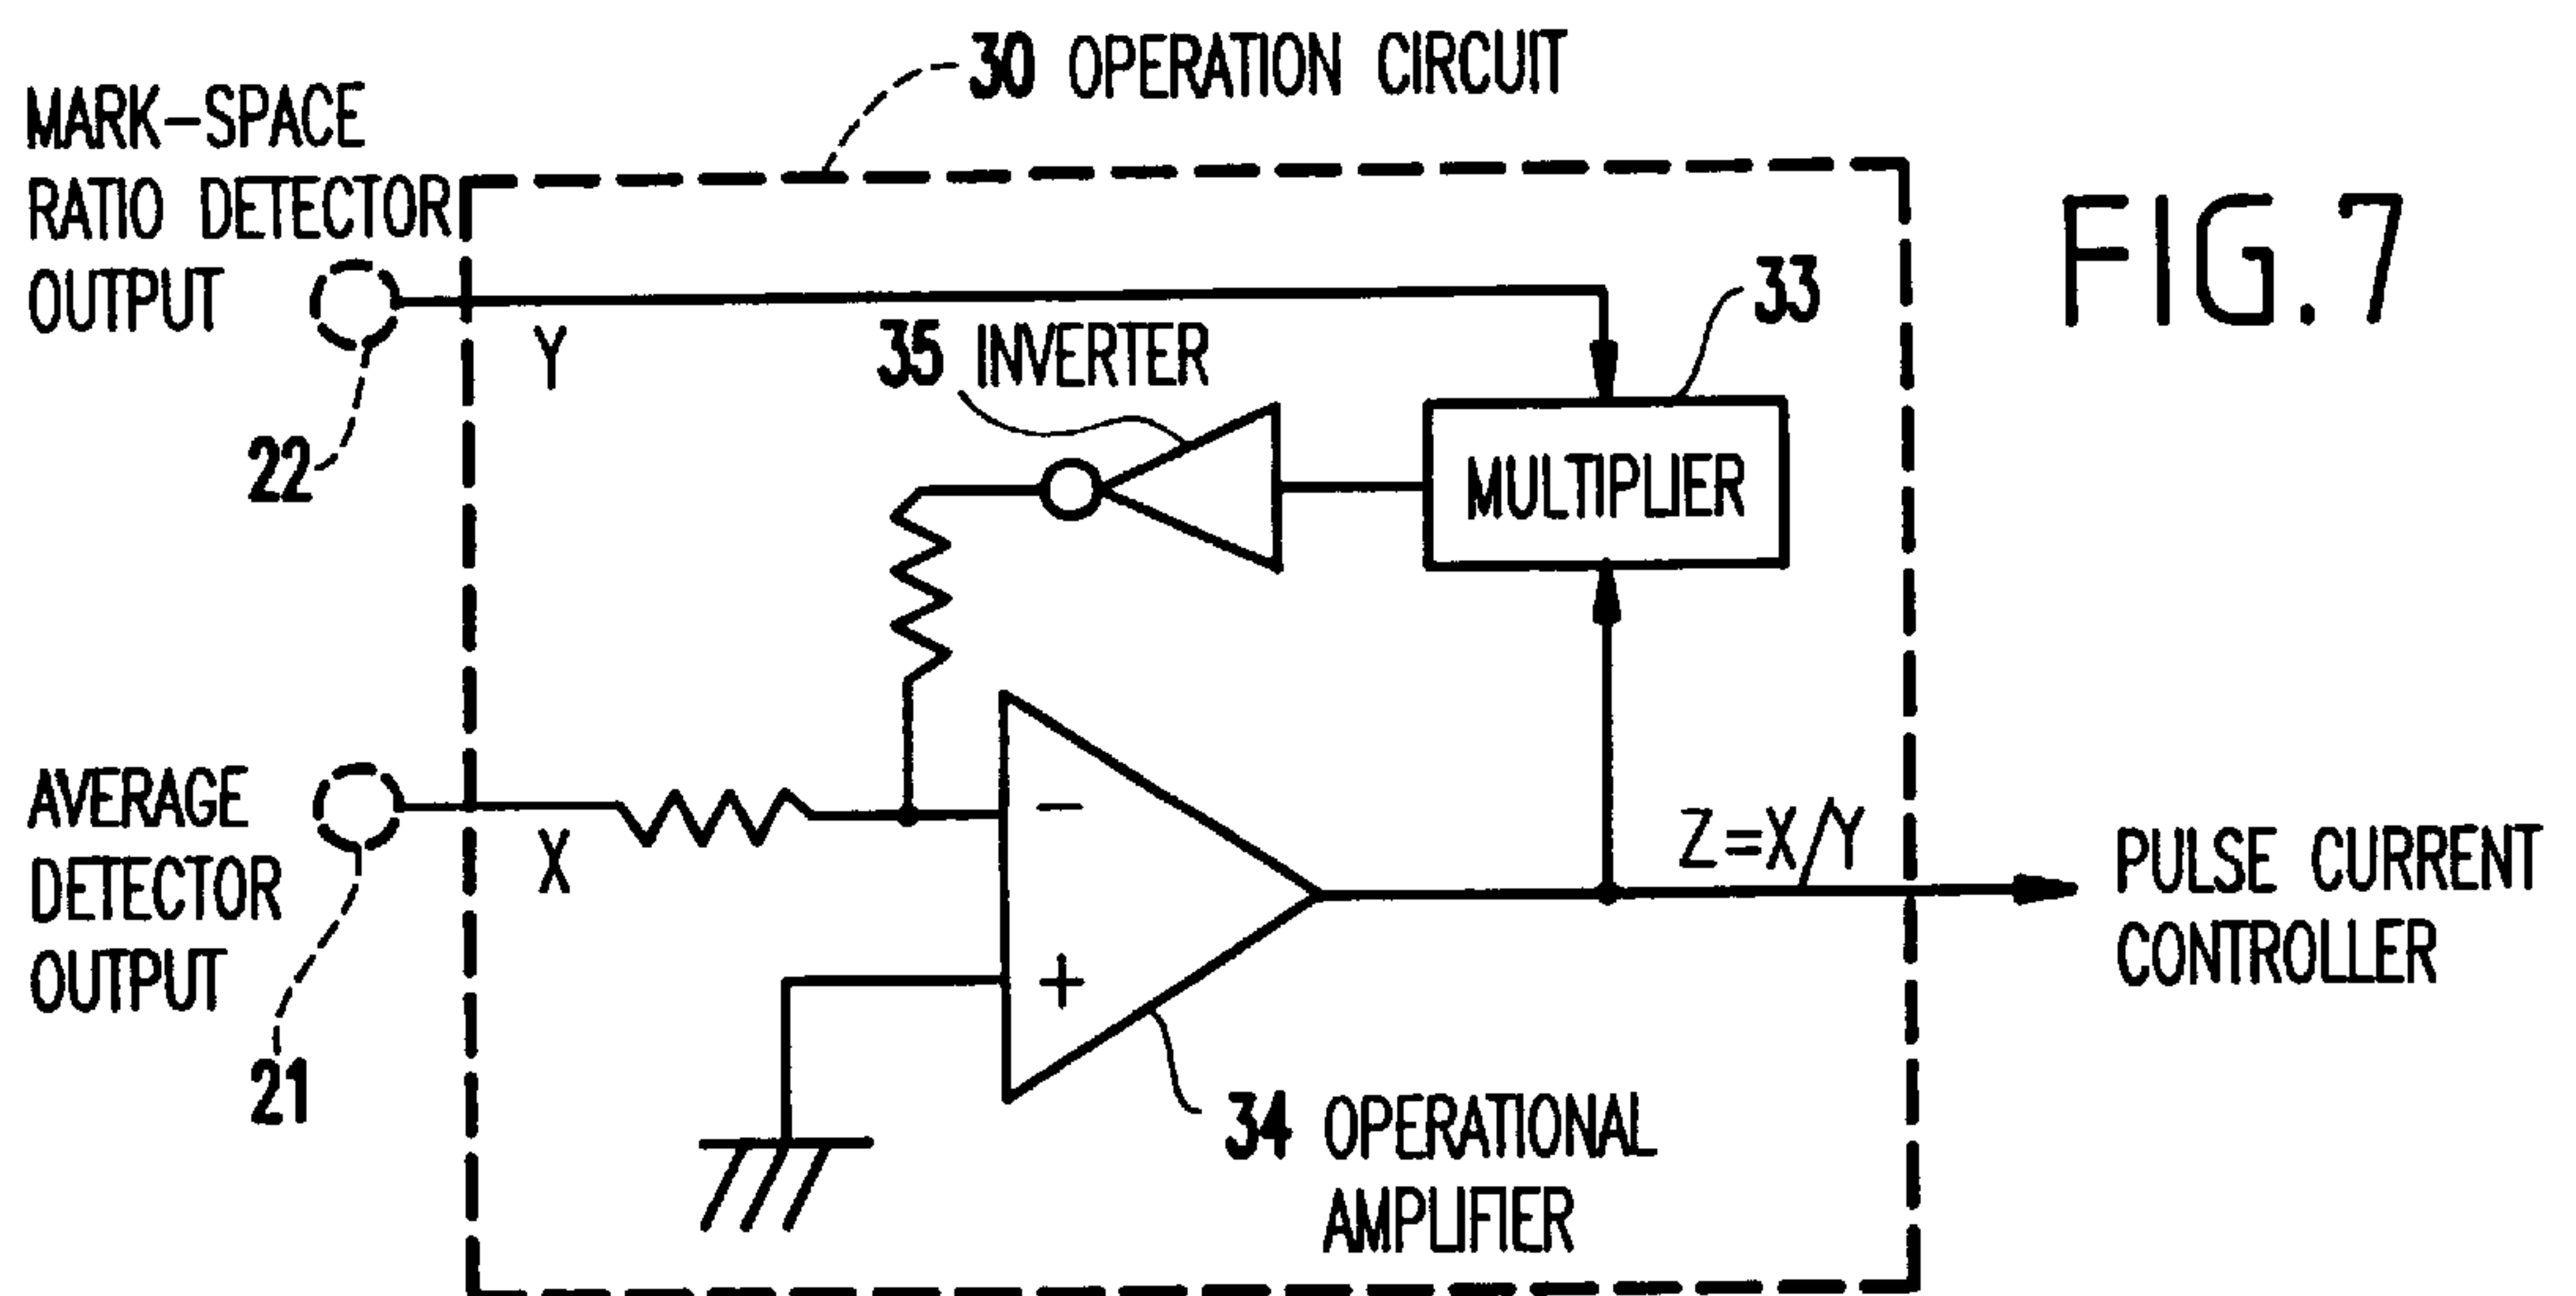 30 OPERATION CIRCUIT
MARK-SPACE
RATIO DETECTOR
OUTPUT
22
Y
35 INVERTER
33
MULTIPLIER
FIG.7
AVERAGE
DETECTOR
OUTPUT
21
X
−
+
Z=X/Y
PULSE CURRENT
CONTROLLER
34 OPERATIONAL
AMPLIFIER